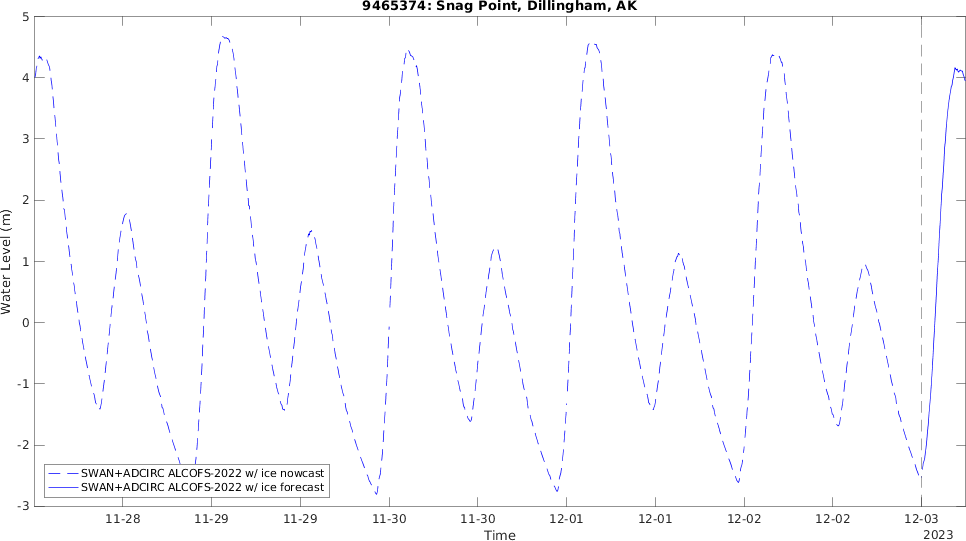 9465374: Snag Point, Dillingham, AK
Water Level (m)
5
4
3
2
1
0
-1
-2
-3
SWAN+ADCIRC ALCOFS-2022 w/ ice nowcast
SWAN+ADCIRC ALCOFS-2022 w/ ice forecast
11-28 11-29 11-29 11-30 11-30 12-01 12-01 12-02 12-02 12-03
Time
2023